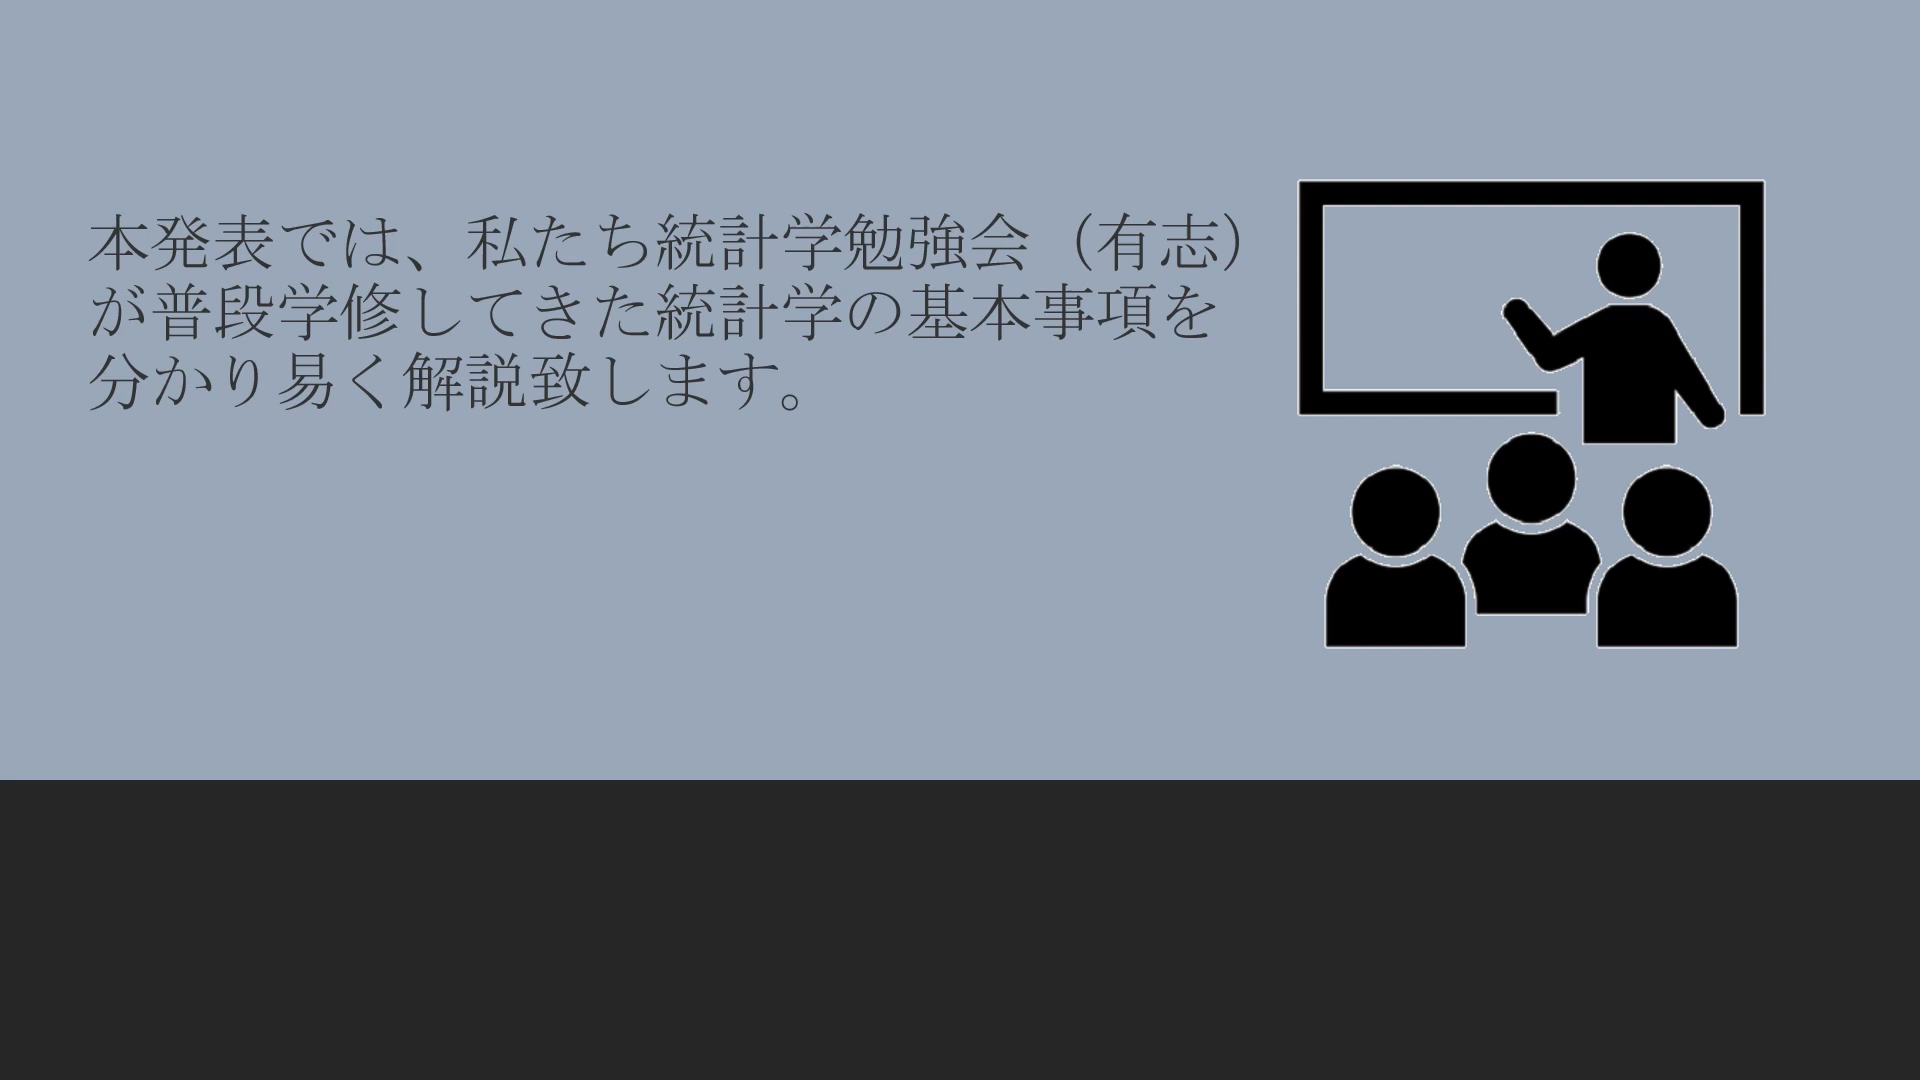 本発表では、私たち統計学勉強会（有志）
が普段学修してきた統計学の基本事項を
分かり易く解説致します。